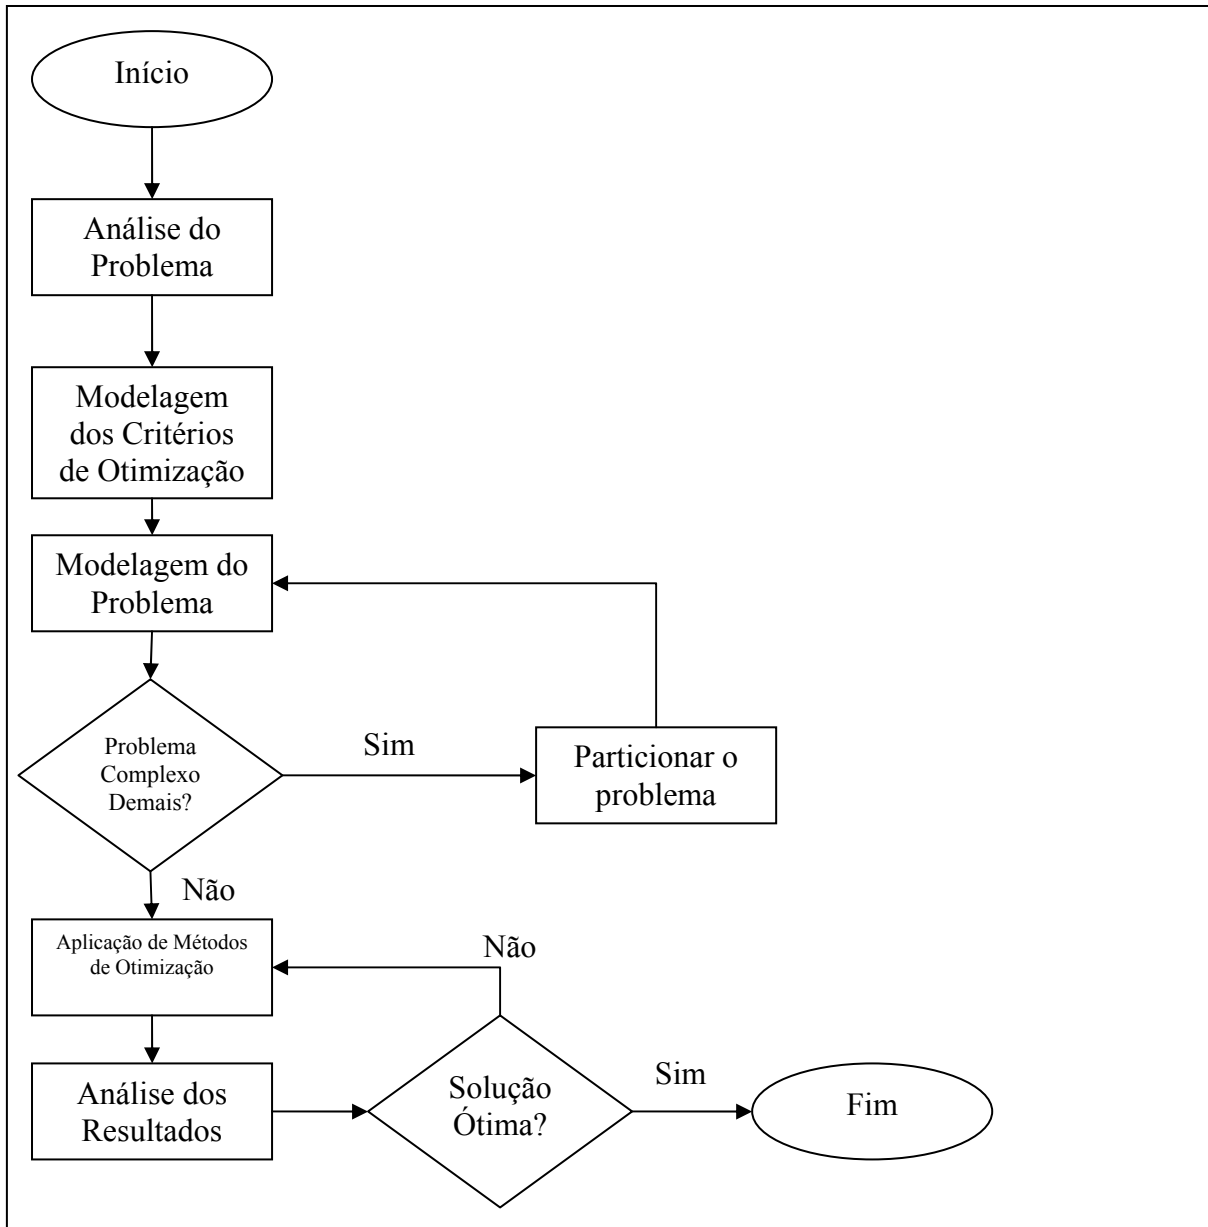 Início
Análise do
Problema
Modelagem
dos Critérios
de Otimização
Modelagem do
Problema
Problema
Complexo
Demais?
Sim
Particionar o
problema
Não
Aplicação de Métodos
de Otimização
Não
Análise dos
Resultados
Solução
Ótima?
Sim
Fim